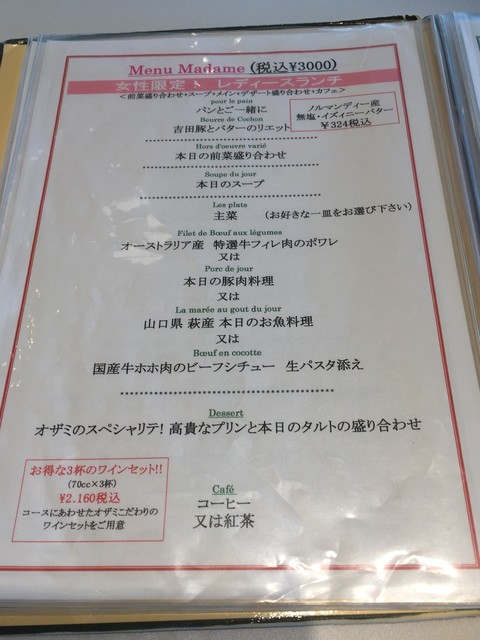 Menu Madame (税込¥3000)
女性限定 レディースランチ
<前菜盛り合わせ・スープ・メイン・デザート盛り合わせ・カフェ>
pour le pain
パンとご一緒に
Beurre de Cochon
吉田豚とバターのリエット
ノルマンディー産
無塩・イズィニーバター
¥324税込
Hors d'oeuvre varié
本日の前菜盛り合わせ
Soupe du jour
本日のスープ
Les plata
主菜 (お好きな一皿をお選び下さい)
Filet de Bœuf aux légumes
オーストラリア産 特選牛フィレ肉のポワレ
又は
Porc de jour
本日の豚肉料理
又は
La marée au gout du jour
山口県 萩産 本日のお魚料理
又は
Bœuf en cocotte
国産牛ホホ肉のビーフシチュー 生パスタ添え
Dessert
オザミのスペシャリテ! 高貴なプリンと本日のタルトの盛り合わせ
お得な3杯のワインセット!!
(70cc×3杯)
¥2.160税込
コースにあわせたオザミこだわりの
ワインセットをご用意
Café
コーヒー
又は紅茶